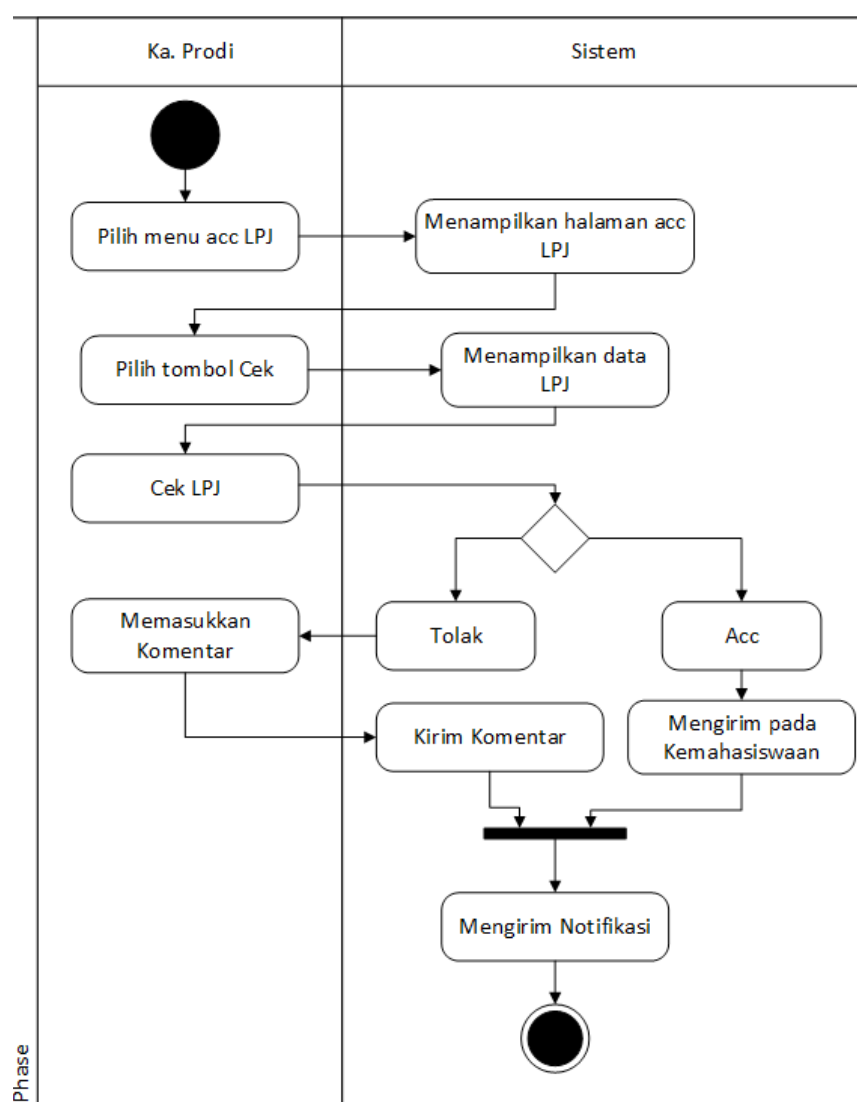 Ka. Prodi
Sistem
Pilih menu acc LPJ
Menampilkan halaman acc
LPJ
Pilih tombol Cek
Menampilkan data
LPJ
Cek LPJ
Memasukkan
Komentar
Tolak
Acc
Kirim Komentar
Mengirim pada
Kemahasiswaan
Mengirim Notifikasi
Phase